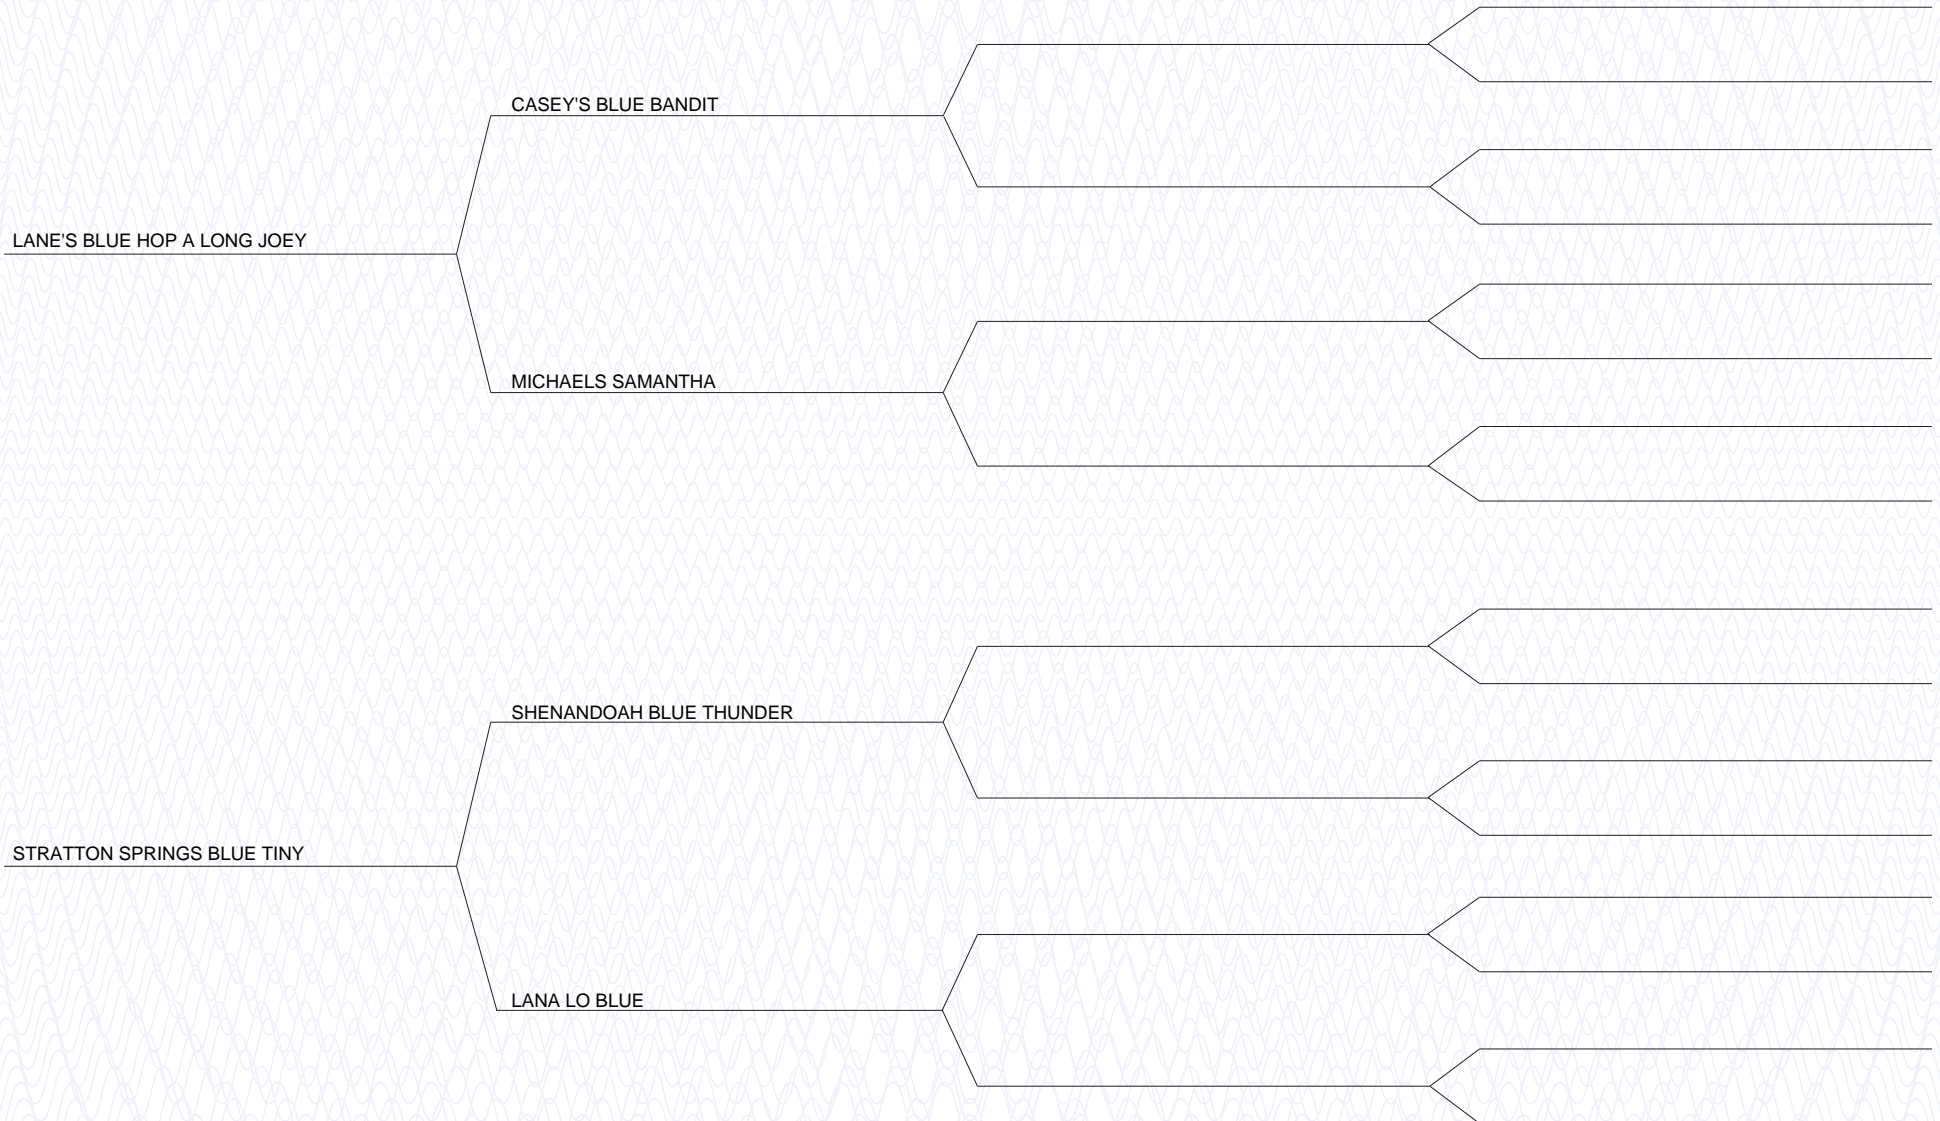 CASEY'S BLUE BANDIT
LANE'S BLUE HOP A LONG JOEY
MICHAELS SAMANTHA
SHENANDOAH BLUE THUNDER
STRATTON SPRINGS BLUE TINY
LANA LO BLUE